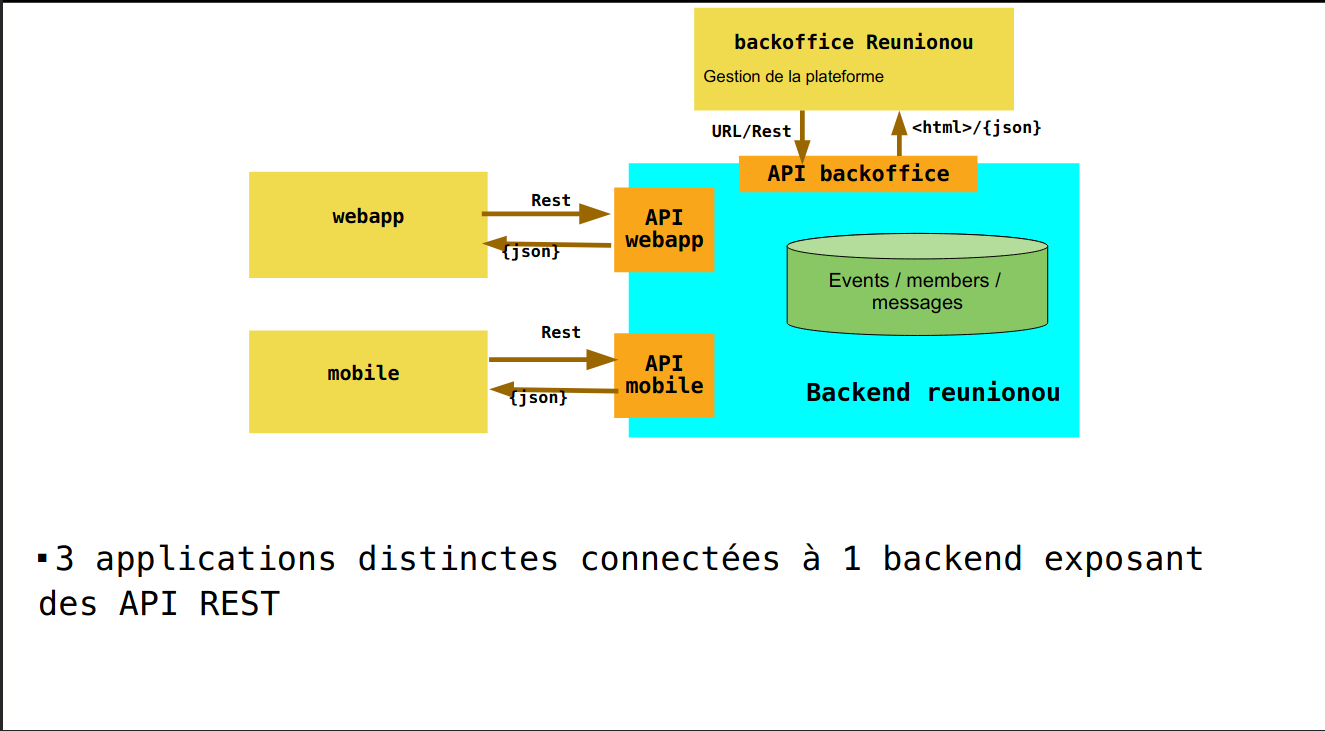 backoffice Reunionou
Gestion de la plateforme
URL/Rest
<html>/{json}
API backoffice
webapp
Rest
{json}
API
webapp
Events / members /
messages
mobile
Rest
{json}
API
mobile
Backend reunionou
▪3 applications distinctes connectées à 1 backend exposant
des API REST